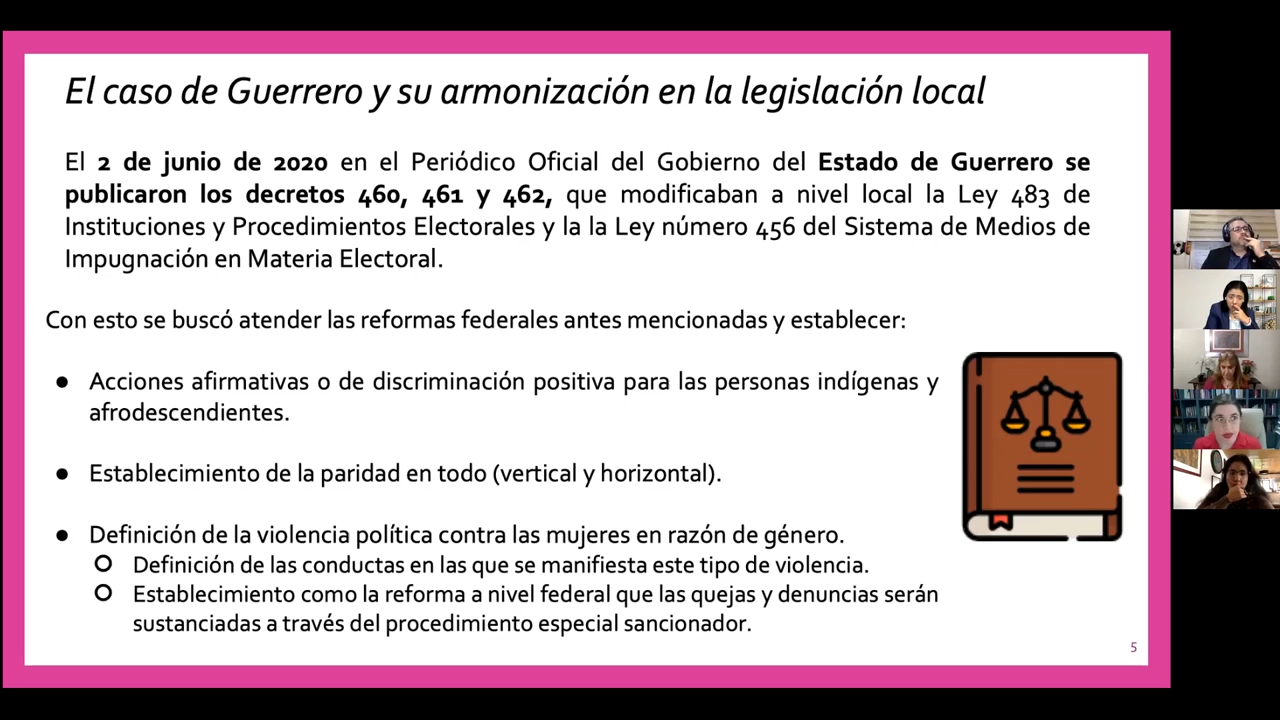 El caso de Guerrero y su armonización en la legislación local
El 2 de junio de 2020 en el Periódico Oficial del Gobierno del Estado de Guerrero se
publicaron los decretos 460, 461 y 462, que modificaban a nivel local la Ley 483 de
Instituciones y Procedimientos Electorales y la la Ley número 456 del Sistema de Medios de
Impugnación en Materia Electoral.
Con esto se buscó atender las reformas federales antes mencionadas y establecer:
● Acciones afirmativas o de discriminación positiva para las personas indígenas y
afrodescendientes.
● Establecimiento de la paridad en todo (vertical y horizontal).
● Definición de la violencia política contra las mujeres en razón de género.
○ Definición de las conductas en las que se manifiesta este tipo de violencia.
○ Establecimiento como la reforma a nivel federal que las quejas y denuncias serán
sustanciadas a través del procedimiento especial sancionador.
5